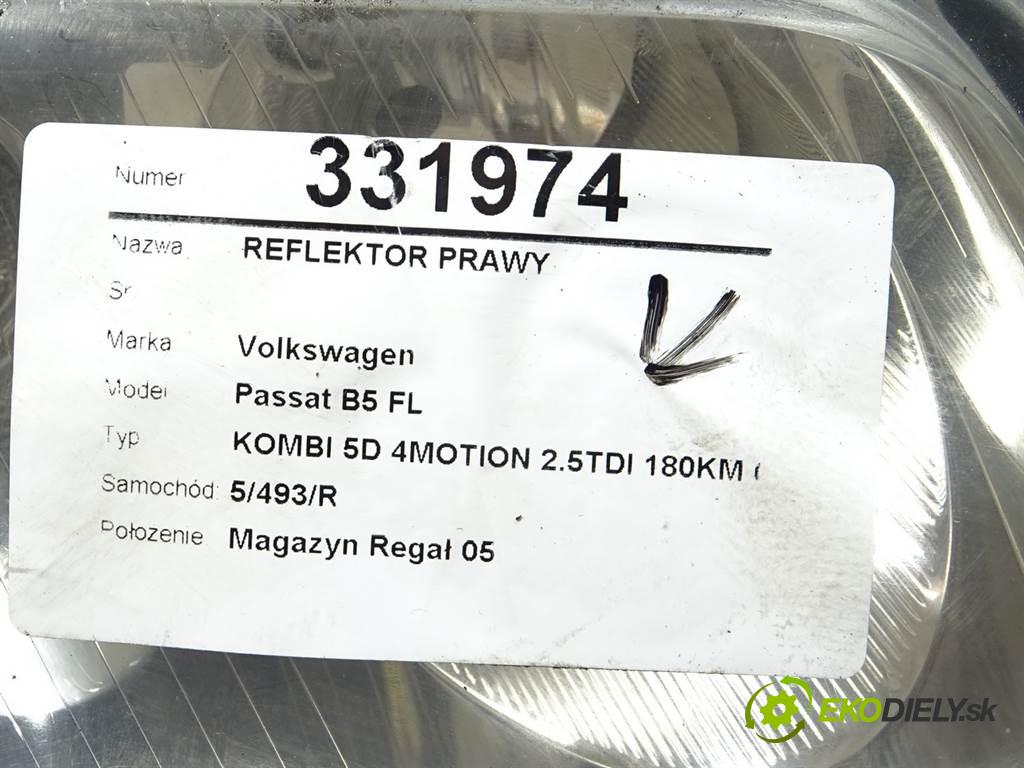 Numer 331974
Nazwa REFLEKTOR PRAWY
Sr
Marka Volkswagen
Model Passat B5 FL
Typ KOMBI 5D 4MOTION 2.5TDI 180KM (
Samochód: 5/493/R
Położenie Magazyn Regał 05
EKODIELY.sk